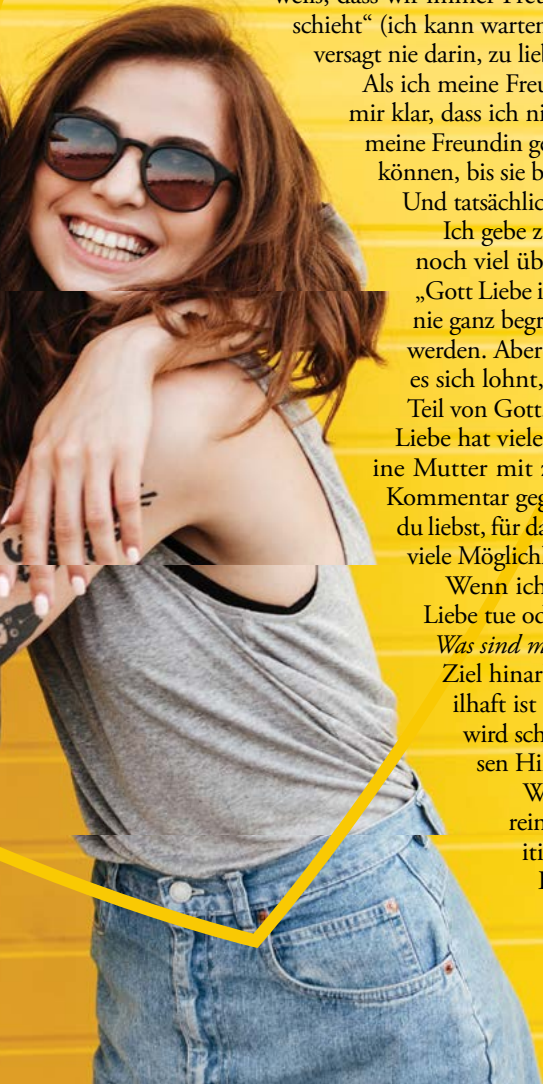 weiß, dass wir immer Freu
schieht“ (ich kann warten
versagt nie darin, zu lieb
Als ich meine Freu
mir klar, dass ich ni
meine Freundin ge
können, bis sie b
Und tatsächlic
Ich gebe z
noch viel üb
„Gott Liebe i
nie ganz begr
werden. Aber
es sich lohnt,
Teil von Gott
Liebe hat viele
ine Mutter mit z
Kommentar geg
du liebst, für da
viele Möglichk
Wenn ich
Liebe tue od
Was sind m
Ziel hinar
ilhaft ist
wird sch
sen Hi
W
rein
iti